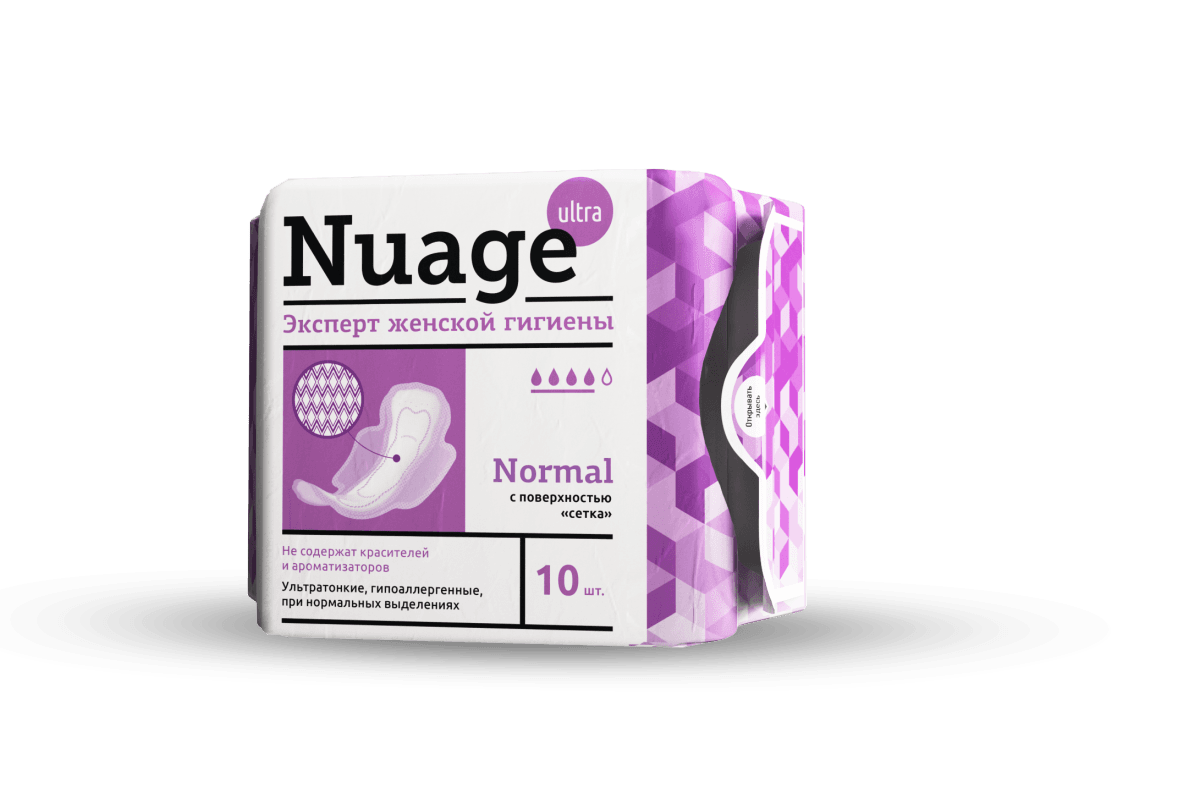 ultra
Nuage
Эксперт женской гигиены
Normal
с поверхностью
«сетка»
Не содержат красителей
и ароматизаторов
Ультратонкие, гипоаллергенные,
при нормальных выделениях
10 шт.
Открывать
здесь